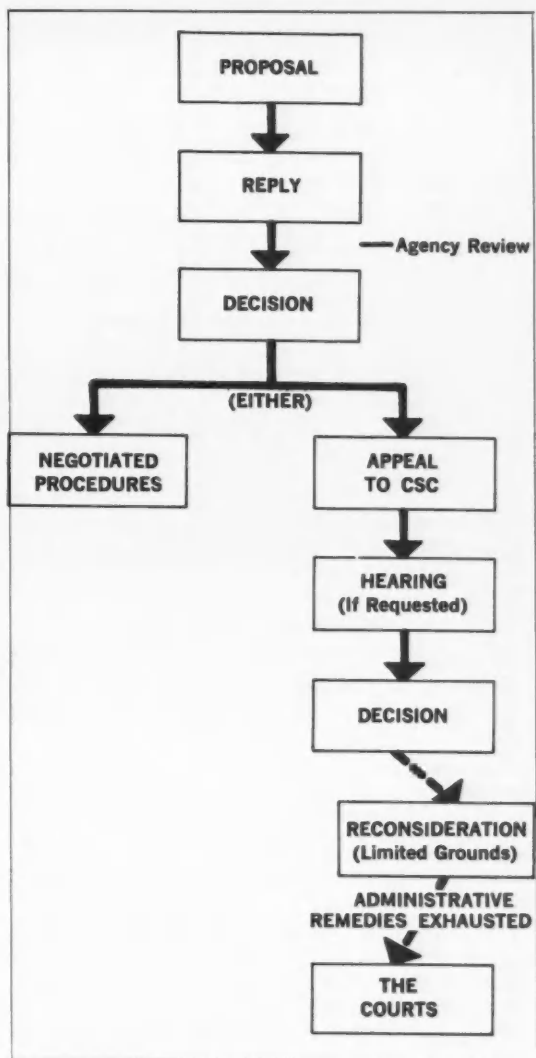 PROPOSAL
REPLY
Agency Review
DECISION
(EITHER)
NEGOTIATED
PROCEDURES
APPEAL
TO CSC
HEARING
(If Requested)
DECISION
RECONSIDERATION
(Limited Grounds)
ADMINISTRATIVE
REMEDIES EXHAUSTED
THE
COURTS